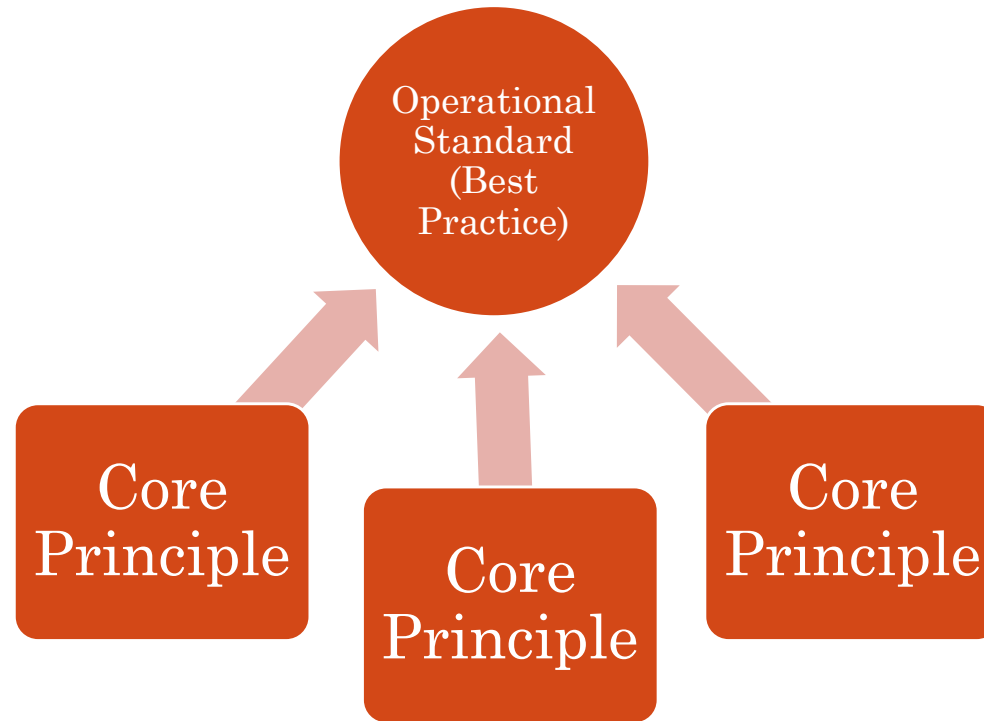 Operational
Standard
(Best
Practice)
Core
Principle
Core
Principle
Core
Principle